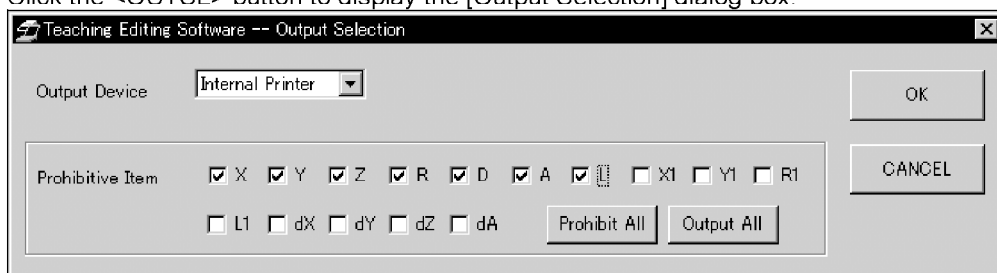 Click the <OUTSL> button to display the [Output Selection] dialog box.
Teaching Editing Software -- Output Selection
Output Device Internal Printer OK
Prohibitive Item X Y Z R D A L X1 Y1 R1 CANCEL
L1 dX dY dZ dA Prohibit All Output All